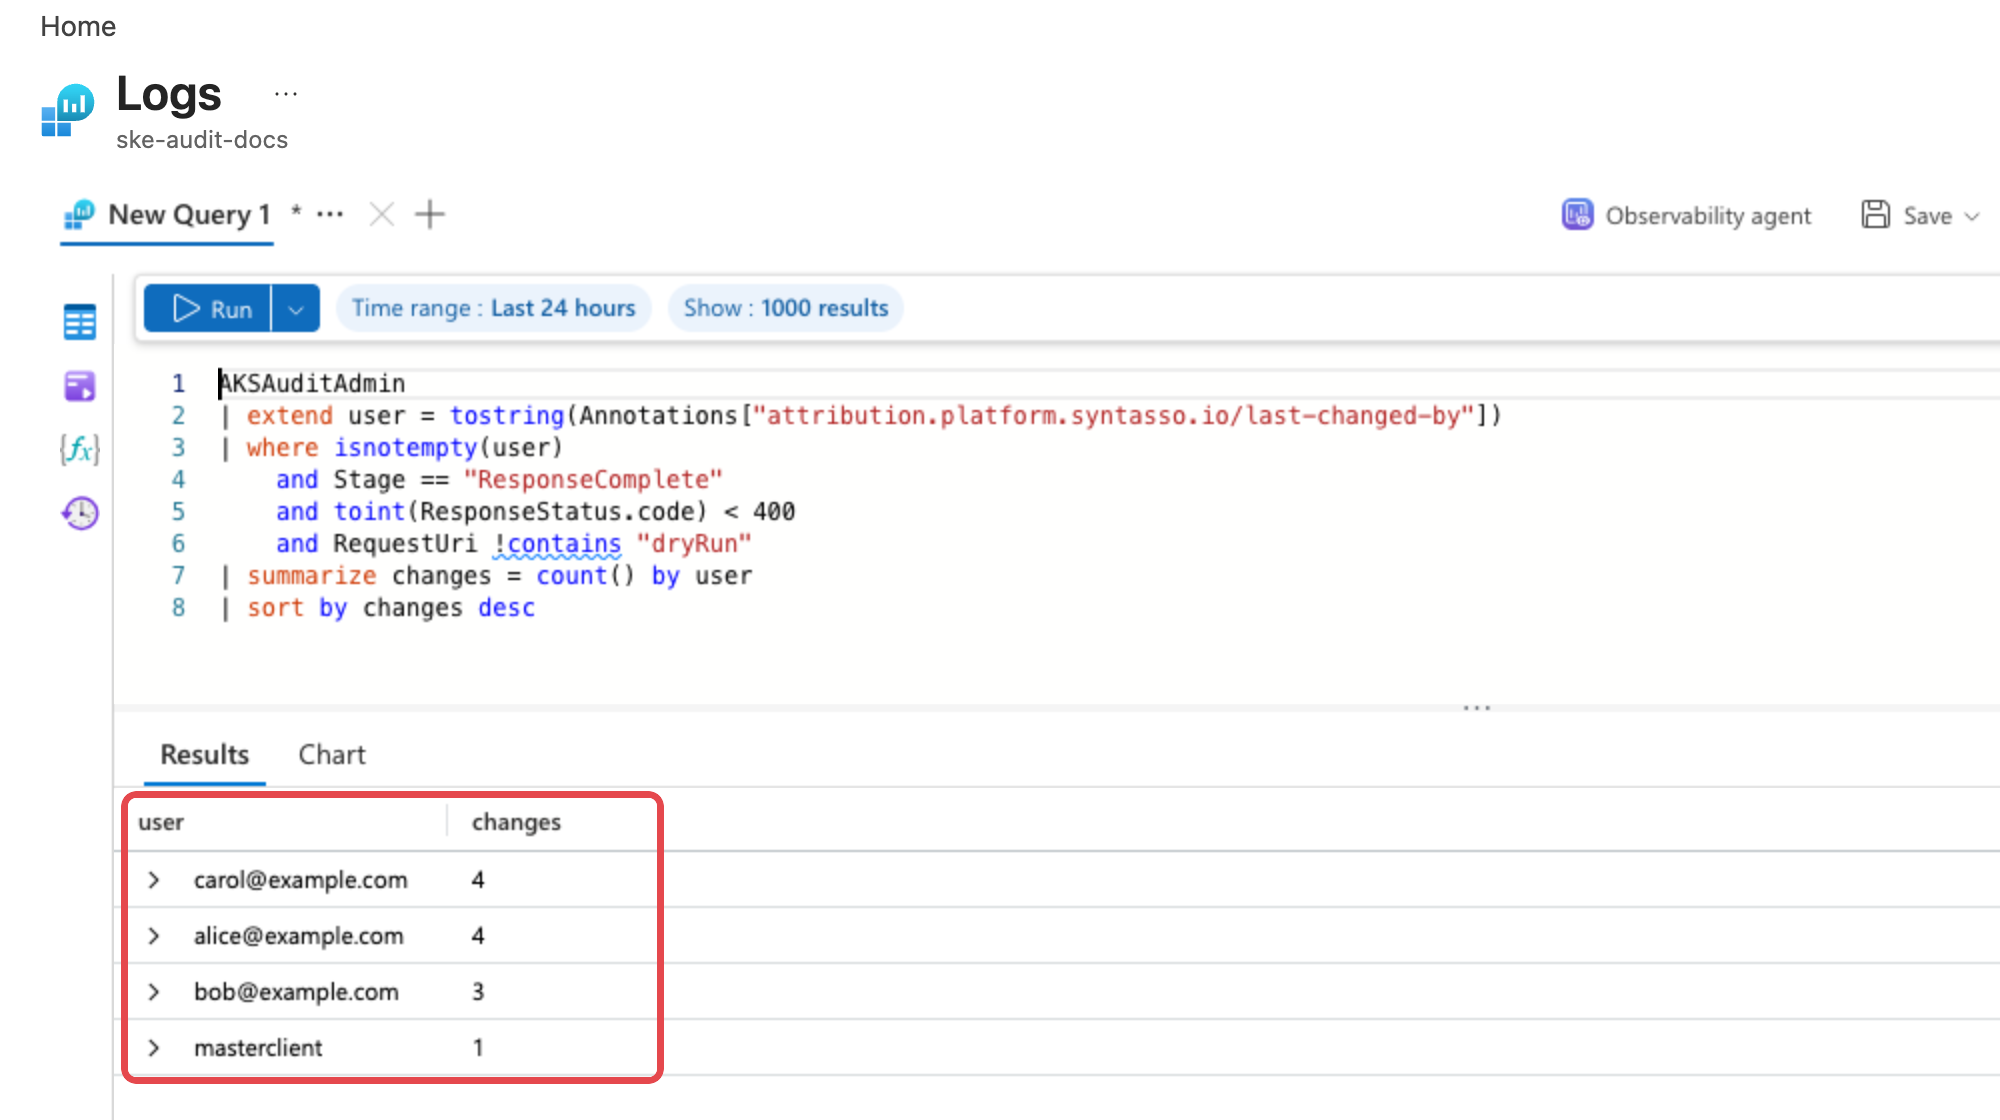 Home
Logs ...
ske-audit-docs
New Query 1 * ...
Observability agent
Save
Run
Time range : Last 24 hours
Show : 1000 results
1 AKSAuditAdmin
2 | extend user = tostring(Annotations["attribution.platform.syntasso.io/last-changed-by"])
3 | where isnotempty(user)
4 and Stage == "ResponseComplete"
5 and toint(ResponseStatus.code) < 400
6 and RequestUri !contains "dryRun"
7 | summarize changes = count() by user
8 | sort by changes desc
...
Results Chart
user changes
carol@example.com 4
alice@example.com 4
bob@example.com 3
masterclient 1